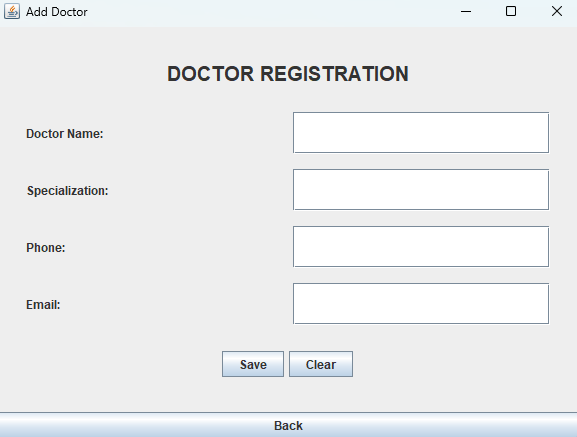 Add Doctor
DOCTOR REGISTRATION
Doctor Name:
Specialization:
Phone:
Email:
Save Clear
Back